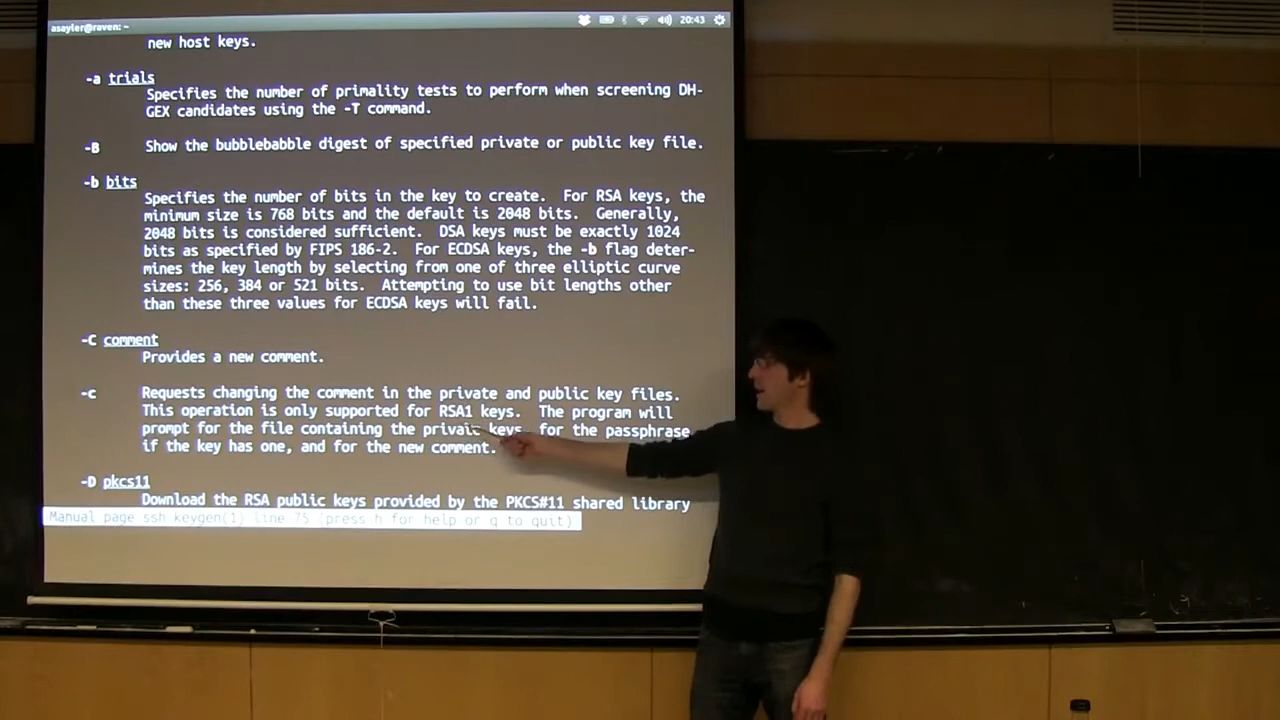 asayler@raven: ~
20:43
new host keys.
-a trials
Specifies the number of primality tests to perform when screening DH-
GEX candidates using the -T command.
-B Show the bubblebabble digest of specified private or public key file.
-b bits
Specifies the number of bits in the key to create. For RSA keys, the
minimum size is 768 bits and the default is 2048 bits. Generally,
2048 bits is considered sufficient. DSA keys must be exactly 1024
bits as specified by FIPS 186-2. For ECDSA keys, the -b flag deter-
mines the key length by selecting from one of three elliptic curve
sizes: 256, 384 or 521 bits. Attempting to use bit lengths other
than these three values for ECDSA keys will fail.
-C comment
Provides a new comment.
-c Requests changing the comment in the private and public key files.
This operation is only supported for RSA1 keys. The program will
prompt for the file containing the private keys, for the passphrase
if the key has one, and for the new comment.
-D pkcs11
Download the RSA public keys provided by the PKCS#11 shared library
Manual page ssh-keygen(1) line 75 (press h for help or q to quit)